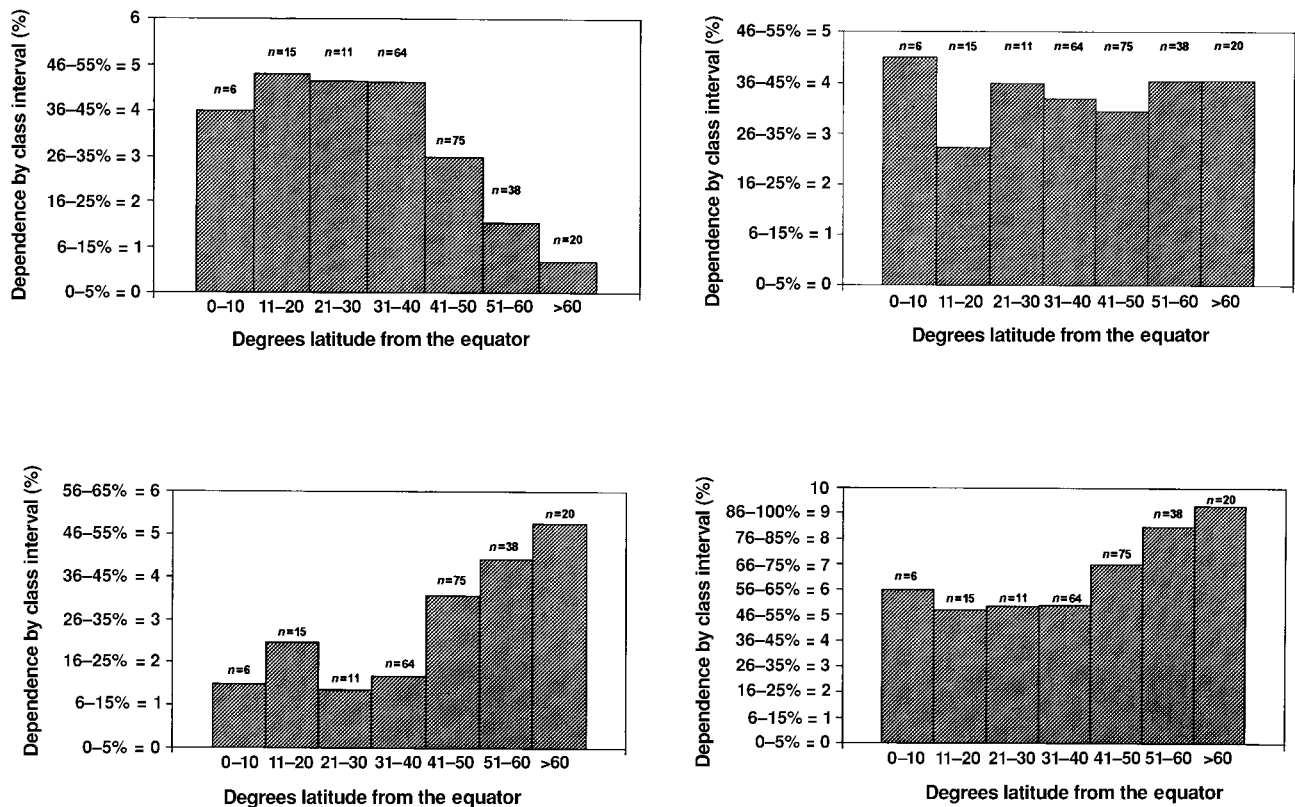 Dependence by class interval (%)
6
46–55% = 5
36–45% = 4
26–35% = 3
16–25% = 2
6–15% = 1
0–5% = 0
n=6
n=15
n=11
n=64
n=75
n=38
n=20
0–10 11–20 21–30 31–40 41–50 51–60 >60
Degrees latitude from the equator
Dependence by class interval (%)
46–55% = 5
36–45% = 4
26–35% = 3
16–25% = 2
6–15% = 1
0–5% = 0
n=6 n=15 n=11 n=64 n=75 n=38 n=20
0–10 11–20 21–30 31–40 41–50 51–60 >60
Degrees latitude from the equator
Dependence by class interval (%)
56–65% = 6
46–55% = 5
36–45% = 4
26–35% = 3
16–25% = 2
6–15% = 1
0–5% = 0
n=6
n=15
n=11
n=64
n=75
n=38
n=20
0–10 11–20 21–30 31–40 41–50 51–60 >60
Degrees latitude from the equator
Dependence by class interval (%)
10
86–100% = 9
76–85% = 8
66–75% = 7
56–65% = 6
46–55% = 5
36–45% = 4
26–35% = 3
16–25% = 2
6–15% = 1
0–5% = 0
n=6
n=15
n=11
n=64
n=75
n=38
n=20
0–10 11–20 21–30 31–40 41–50 51–60 >60
Degrees latitude from the equator